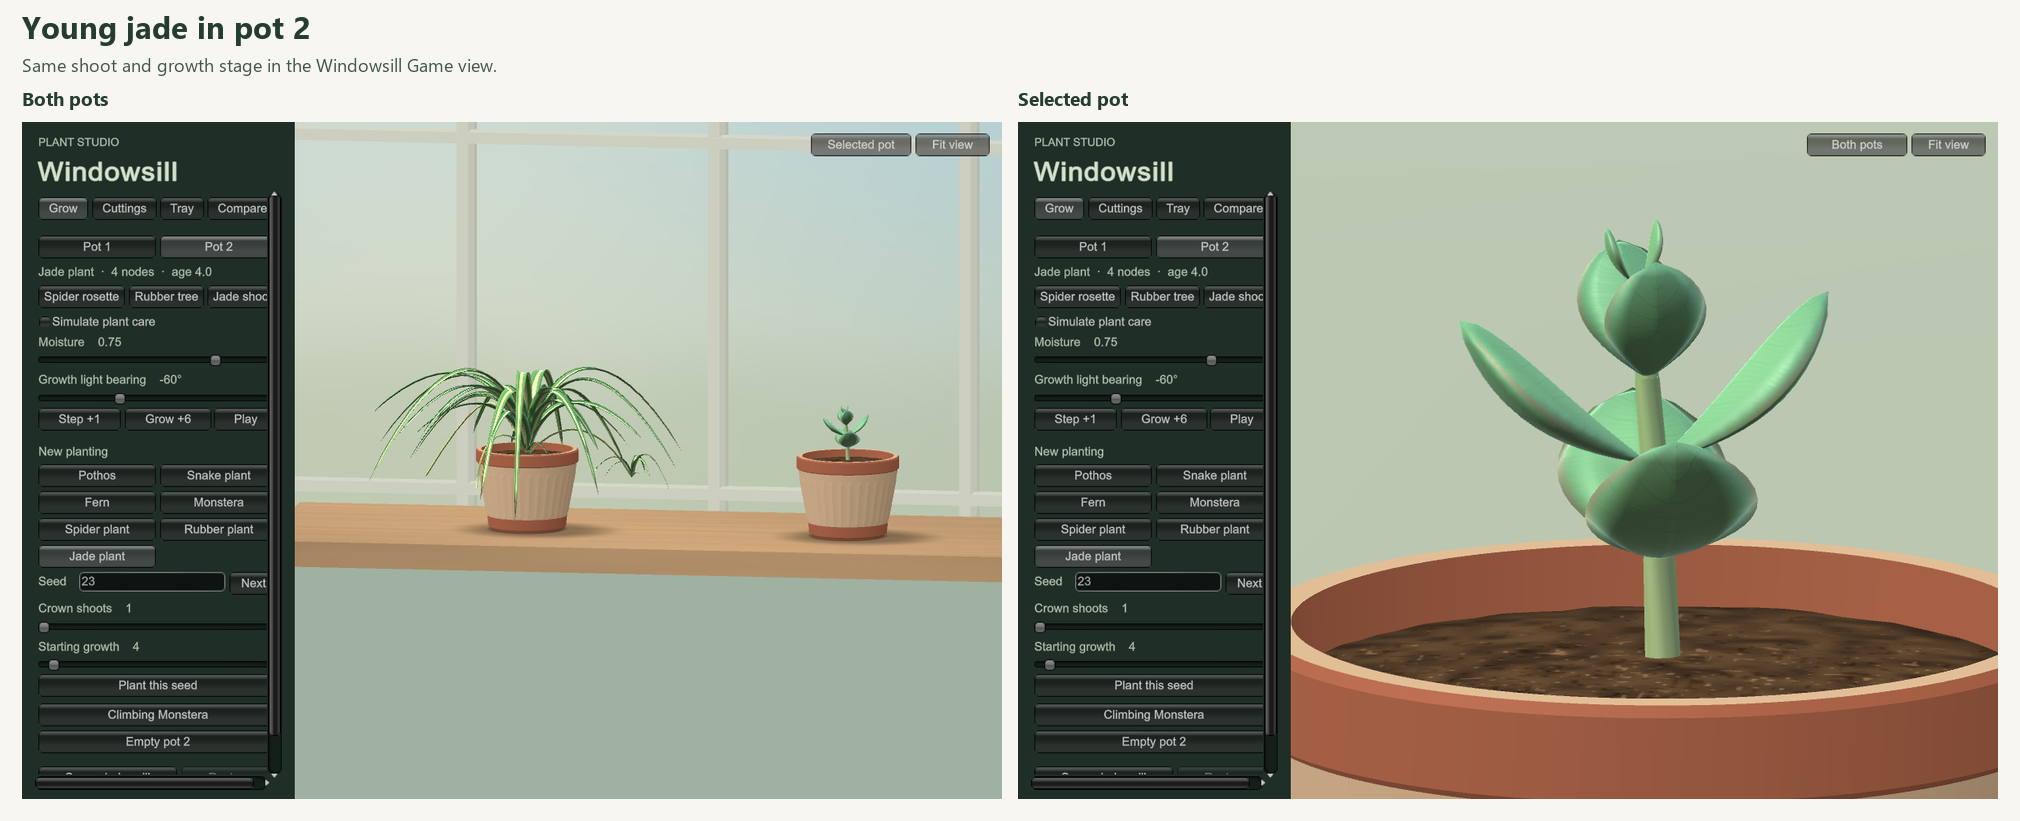 Young jade in pot 2
Same shoot and growth stage in the Windowsill Game view.
Both pots
PLANT STUDIO
Windowsill
Grow Cuttings Tray Compare
Pot 1 Pot 2
Jade plant · 4 nodes · age 4.0
Spider rosette Rubber tree Jade shoo
Simulate plant care
Moisture 0.75
Growth light bearing -60°
Step +1 Grow +6 Play
New planting
Pothos Snake plant
Fern Monstera
Spider plant Rubber plant
Jade plant
Seed 23 Next
Crown shoots 1
Starting growth 4
Plant this seed
Climbing Monstera
Empty pot 2
Selected pot Fit view
Selected pot
PLANT STUDIO
Windowsill
Grow Cuttings Tray Compare
Pot 1 Pot 2
Jade plant · 4 nodes · age 4.0
Spider rosette Rubber tree Jade shoo
Simulate plant care
Moisture 0.75
Growth light bearing -60°
Step +1 Grow +6 Play
New planting
Pothos Snake plant
Fern Monstera
Spider plant Rubber plant
Jade plant
Seed 23 Next
Crown shoots 1
Starting growth 4
Plant this seed
Climbing Monstera
Empty pot 2
Both pots Fit view